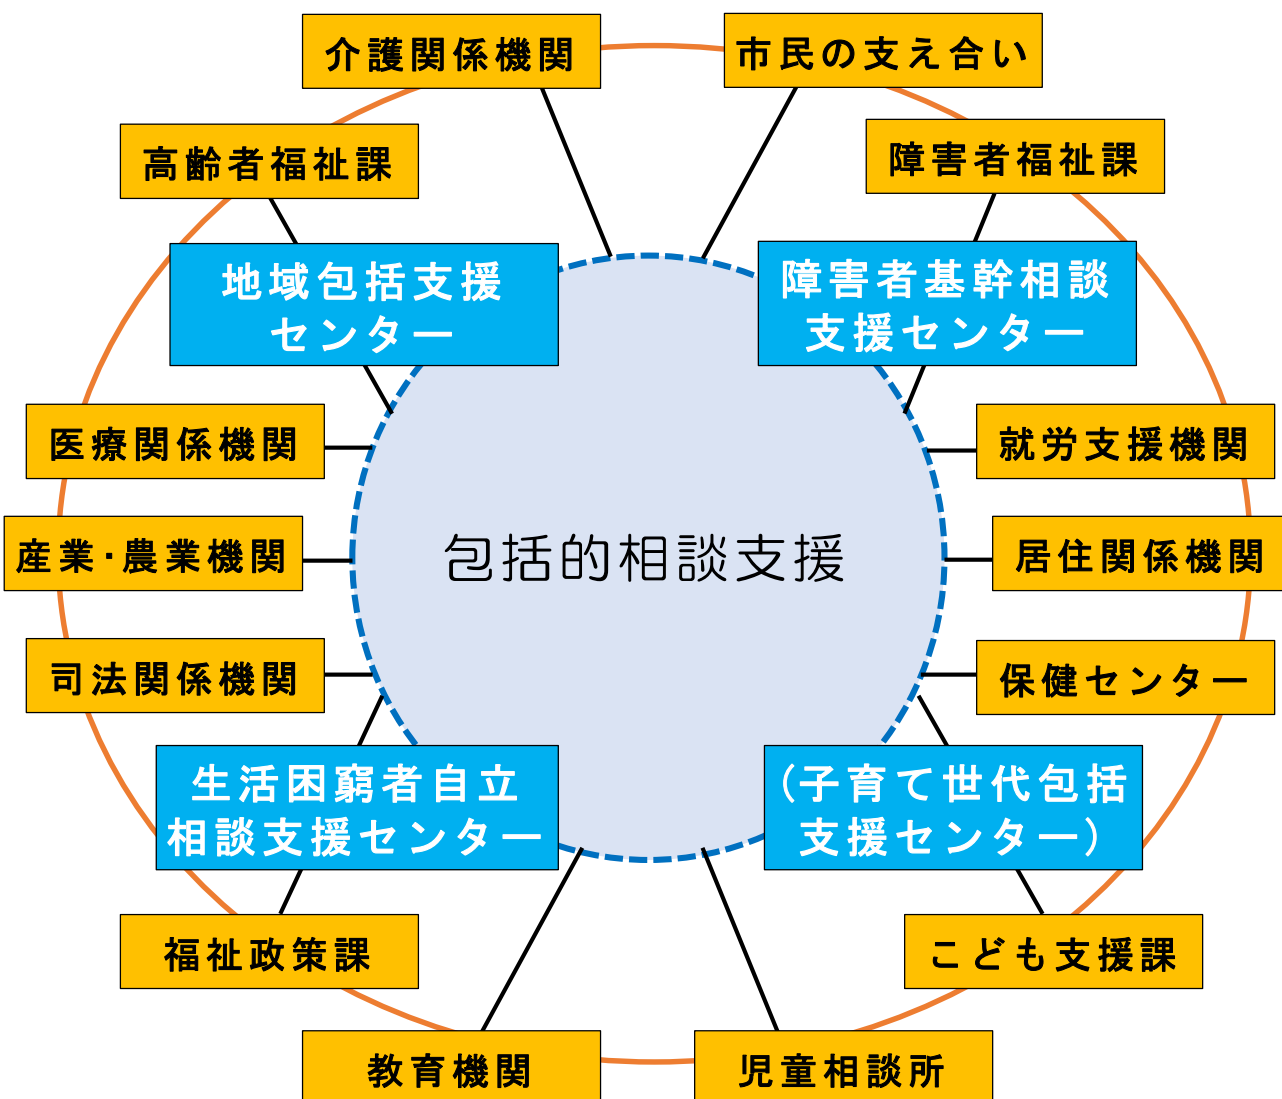 介護関係機関
市民の支え合い
高齢者福祉課
障害者福祉課
地域包括支援
センター
障害者基幹相談
支援センター
医療関係機関
就労支援機関
産業・農業機関
包括的相談支援
居住関係機関
司法関係機関
保健センター
生活困窮者自立
相談支援センター
(子育て世代包括
支援センター)
福祉政策課
こども支援課
教育機関
児童相談所